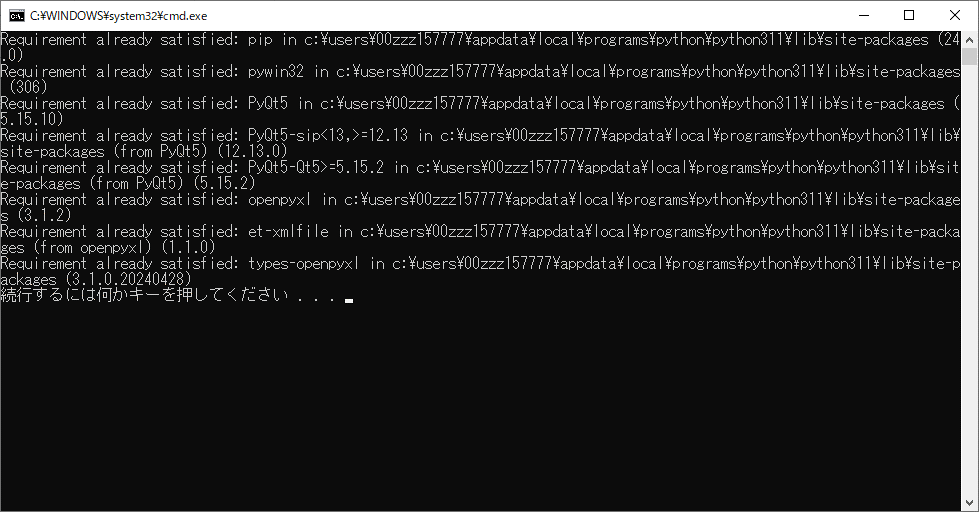 C:¥WINDOWS¥system32¥cmd.exe
Requirement already satisfied: pip in c:¥users¥00zzz157777¥appdata¥local¥programs¥python¥python311¥lib¥site-packages (24
.0)
Requirement already satisfied: pywin32 in c:¥users¥00zzz157777¥appdata¥local¥programs¥python¥python311¥lib¥site-packages
 (306)
Requirement already satisfied: PyQt5 in c:¥users¥00zzz157777¥appdata¥local¥programs¥python¥python311¥lib¥site-packages (
5.15.10)
Requirement already satisfied: PyQt5-sip<13,>=12.13 in c:¥users¥00zzz157777¥appdata¥local¥programs¥python¥python311¥lib¥
site-packages (from PyQt5) (12.13.0)
Requirement already satisfied: PyQt5-Qt5>=5.15.2 in c:¥users¥00zzz157777¥appdata¥local¥programs¥python¥python311¥lib¥sit
e-packages (from PyQt5) (5.15.2)
Requirement already satisfied: openpyxl in c:¥users¥00zzz157777¥appdata¥local¥programs¥python¥python311¥lib¥site-package
s (3.1.2)
Requirement already satisfied: et-xmlfile in c:¥users¥00zzz157777¥appdata¥local¥programs¥python¥python311¥lib¥site-packa
ges (from openpyxl) (1.1.0)
Requirement already satisfied: types-openpyxl in c:¥users¥00zzz157777¥appdata¥local¥programs¥python¥python311¥lib¥site-p
ackages (3.1.0.20240428)
続行するには何かキーを押してください . . .